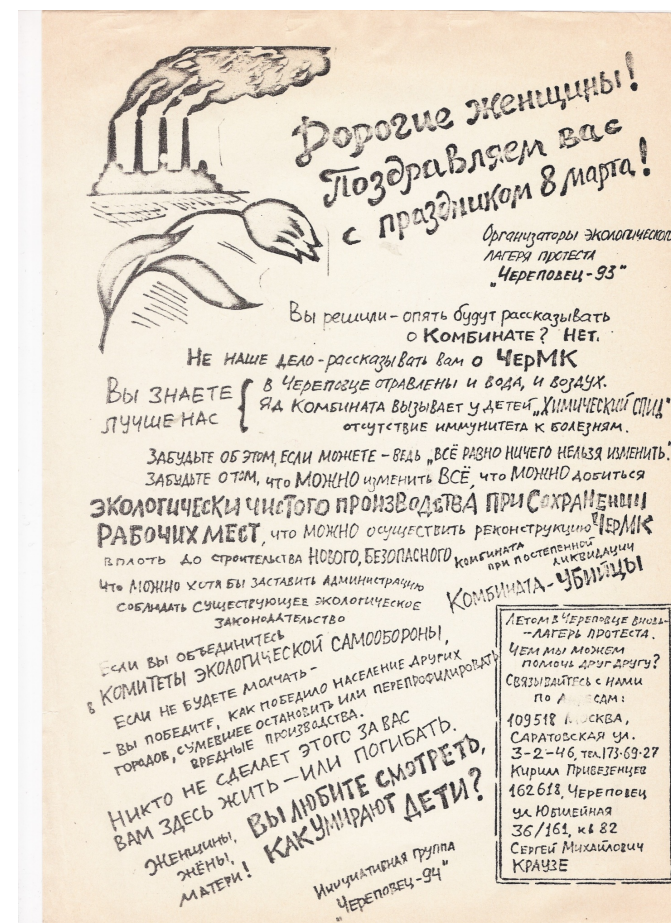 Дорогие женщины!
Поздравляем вас
с праздником 8 марта!
Организаторы экологического
лагеря протеста
"Череповец-93"
Вы решили - опять будут рассказывать
о Комбинате? Нет.
Не наше дело - рассказывать вам о ЧерМК
Вы знаете
лучше нас
в Череповце отравлены и вода, и воздух.
Яд Комбината вызывает у детей "химический СПИД"
отсутствие иммунитета к болезням.
Забудьте об этом, если можете - ведь "всё равно ничего нельзя изменить."
Забудьте о том, что можно изменить всё, что можно добиться
экологически чистого производства при сохранении
рабочих мест, что можно осуществить реконструкцию ЧерМК
вплоть до строительства нового, безопасного комбината
при постепенной
ликвидации
Комбината-убийцы
что можно хотя бы заставить администрацию
соблюдать существующее экологическое
законодательство
Если вы объединитесь
в комитеты экологической самообороны,
если не будете молчать -
- вы победите, как победило население других
городов, сумевшее остановить или перепрофилировать
вредные производства.
Никто не сделает этого за вас
Вам здесь жить - или погибать.
Женщины,
жёны,
матери!
Вы любите смотреть,
как умирают дети?
Инициативная группа
"Череповец-94"
Летом в Череповце вновь-
-лагерь протеста.
Чем мы можем
помочь друг другу?
Связывайтесь с нами
по
109518 Москва,
Саратовская ул.
3-2-46, тел.173-69-27
Кирилл Привезенцев
162618, Череповец
ул. Юбилейная
36/161, кв 82
Сергей Михайлович
Краузе